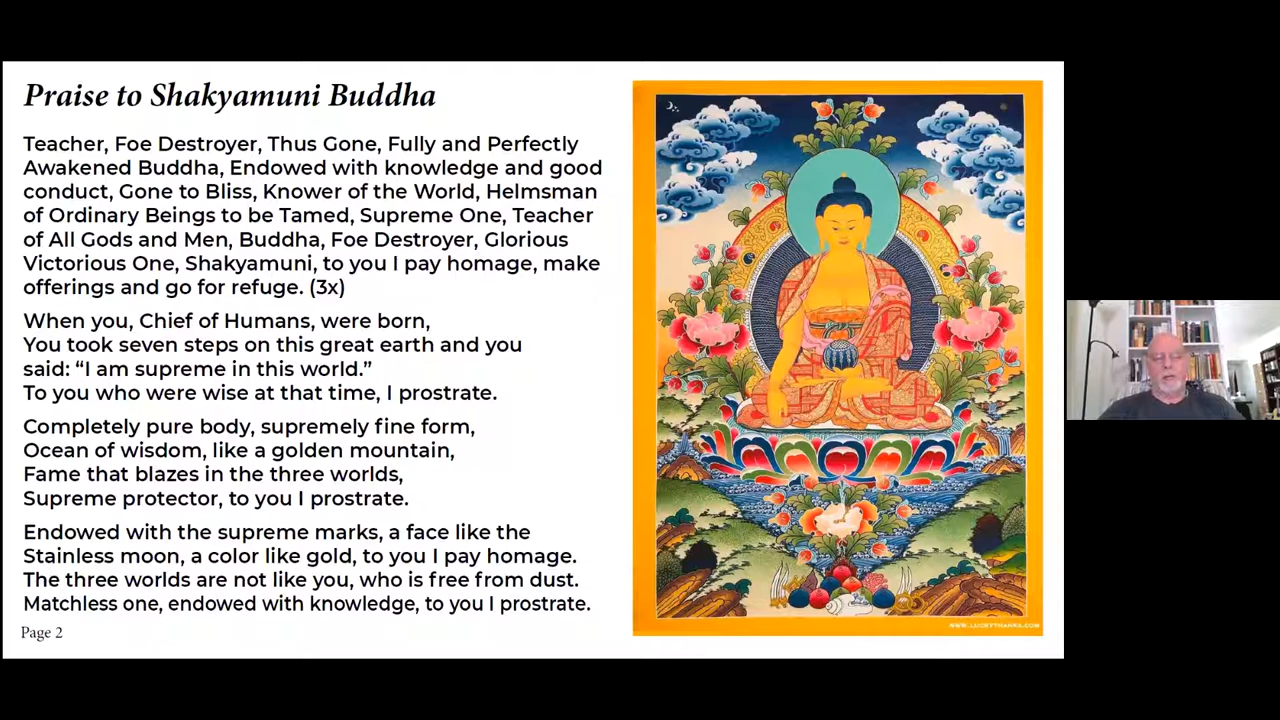 Praise to Shakyamuni Buddha
Teacher, Foe Destroyer, Thus Gone, Fully and Perfectly
Awakened Buddha, Endowed with knowledge and good
conduct, Gone to Bliss, Knower of the World, Helmsman
of Ordinary Beings to be Tamed, Supreme One, Teacher
of All Gods and Men, Buddha, Foe Destroyer, Glorious
Victorious One, Shakyamuni, to you I pay homage, make
offerings and go for refuge. (3x)
When you, Chief of Humans, were born,
You took seven steps on this great earth and you
said: “I am supreme in this world.”
To you who were wise at that time, I prostrate.
Completely pure body, supremely fine form,
Ocean of wisdom, like a golden mountain,
Fame that blazes in the three worlds,
Supreme protector, to you I prostrate.
Endowed with the supreme marks, a face like the
Stainless moon, a color like gold, to you I pay homage.
The three worlds are not like you, who is free from dust.
Matchless one, endowed with knowledge, to you I prostrate.
Page 2
WWW.LUCKYTHANKA.COM